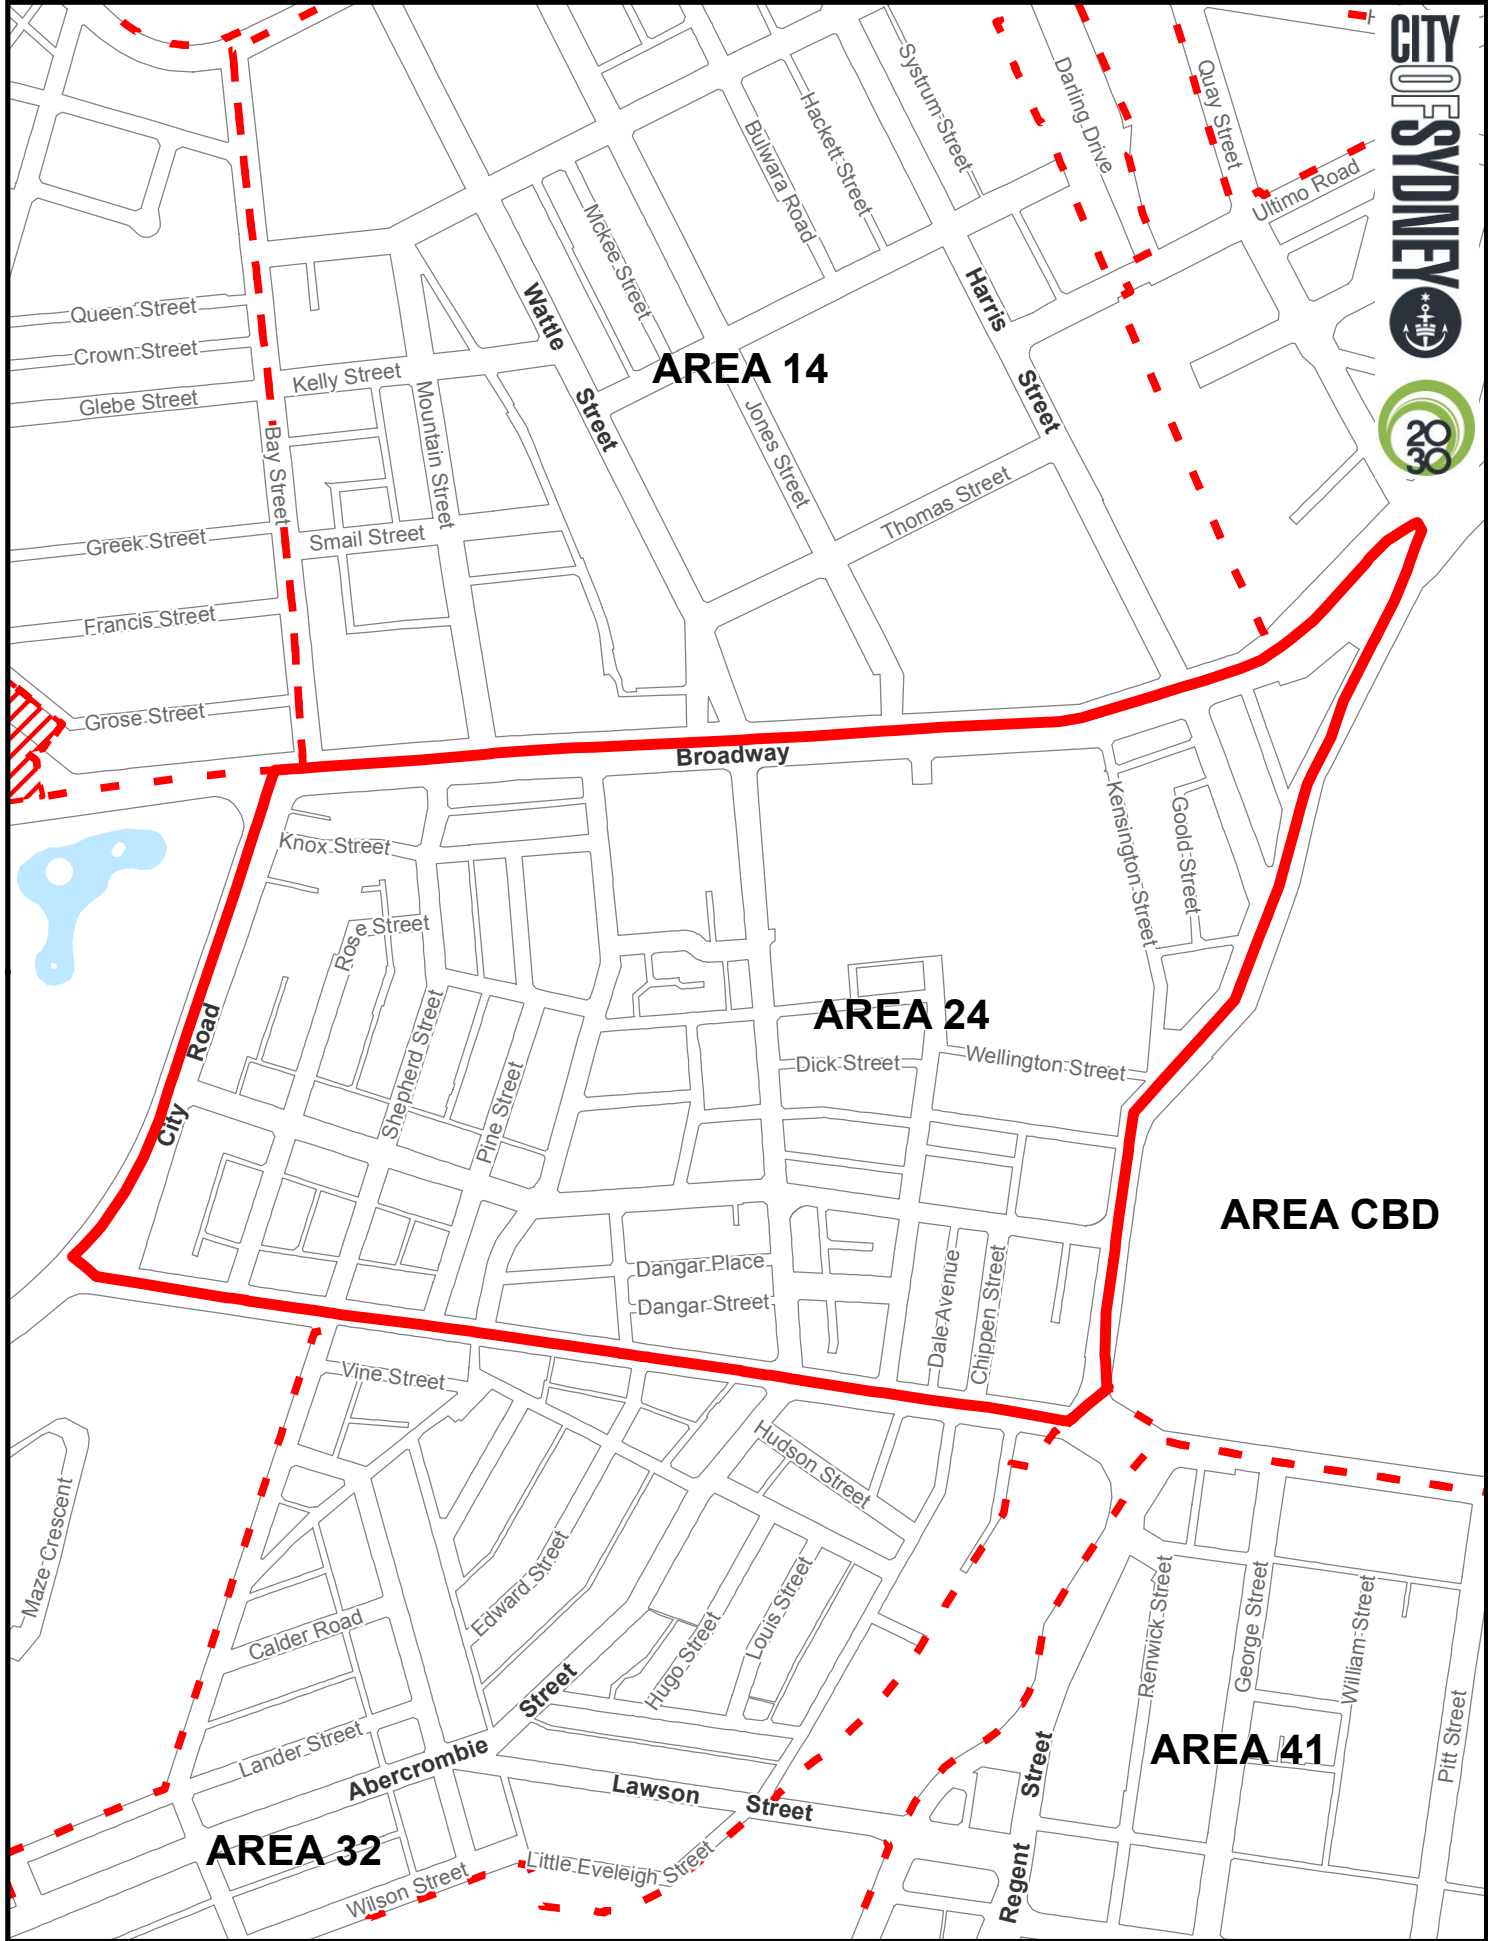 CITY OF SYDNEY
2030
Systrum Street
Darling Drive
Quay Street
Hackett Street
Bulwara Road
Ultimo Road
Mckee Street
Queen Street
Wattle
Harris
Crown Street
AREA 14
Kelly Street
Glebe Street
Mountain Street
Street
Street
Jones Street
Bay Street
Thomas Street
Greek Street
Smail Street
Francis Street
Grose Street
Broadway
Knox Street
Kensington Street
Goold Street
Rose Street
AREA 24
Road
Shepherd Street
Dick Street
Wellington Street
City
Pine Street
AREA CBD
Dangar Place
Dangar Street
Dale Avenue
Chippen Street
Vine Street
Hudson Street
Maze Crescent
Edward Street
Louis Street
Hugo Street
Renwick Street
George Street
William Street
Calder Road
Street
Lander Street
Abercrombie
Lawson
Street
Street
AREA 41
Pitt Street
AREA 32
Little Eveleigh Street
Wilson Street
Regent